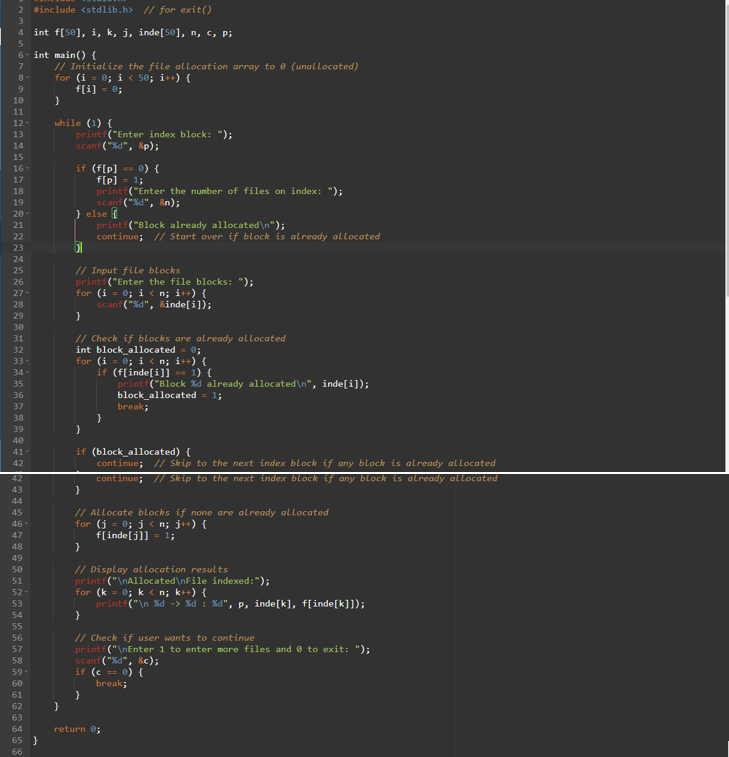 2 #include <stdlib.h>  // for exit()
3
4 int f[50], i, k, j, inde[50], n, c, p;
5
6 int main() {
7     // Initialize the file allocation array to 0 (unallocated)
8     for (i = 0; i < 50; i++) {
9         f[i] = 0;
10     }
11
12     while (1) {
13         printf("Enter index block: ");
14         scanf("%d", &p);
15
16         if (f[p] == 0) {
17             f[p] = 1;
18             printf("Enter the number of files on index: ");
19             scanf("%d", &n);
20         } else {
21             printf("Block already allocated\n");
22             continue;  // Start over if block is already allocated
23         }
24
25         // Input file blocks
26         printf("Enter the file blocks: ");
27         for (i = 0; i < n; i++) {
28             scanf("%d", &inde[i]);
29         }
30
31         // Check if blocks are already allocated
32         int block_allocated = 0;
33         for (i = 0; i < n; i++) {
34             if (f[inde[i]] == 1) {
35                 printf("Block %d already allocated\n", inde[i]);
36                 block_allocated = 1;
37                 break;
38             }
39         }
40
41         if (block_allocated) {
42             continue;  // Skip to the next index block if any block is already allocated
42             continue;  // Skip to the next index block if any block is already allocated
43         }
44
45         // Allocate blocks if none are already allocated
46         for (j = 0; j < n; j++) {
47             f[inde[j]] = 1;
48         }
49
50         // Display allocation results
51         printf("\nAllocated\nFile indexed:");
52         for (k = 0; k < n; k++) {
53             printf("\n %d -> %d : %d", p, inde[k], f[inde[k]]);
54         }
55
56         // Check if user wants to continue
57         printf("\nEnter 1 to enter more files and 0 to exit: ");
58         scanf("%d", &c);
59         if (c == 0) {
60             break;
61         }
62     }
63
64     return 0;
65 }
66